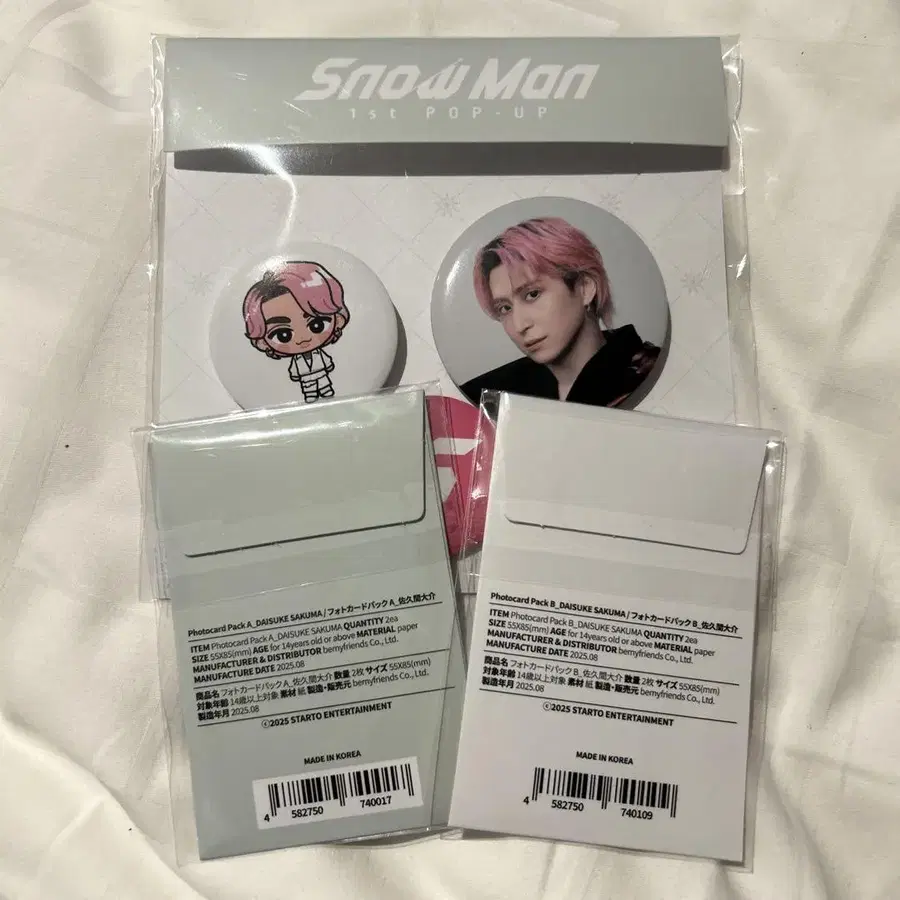 Snow Man
1st POP-UP
Photocard Pack A_DAISUKE SAKUMA / フォトカードパック A_佐久間大介
ITEM Photocard Pack A_DAISUKE SAKUMA QUANTITY 2ea
SIZE 55X85(mm) AGE for 14years old or above MATERIAL paper
MANUFACTURER & DISTRIBUTOR bemyfriends Co., Ltd.
MANUFACTURE DATE 2025.08
商品名 フォトカードパック A_佐久間大介 数量 2枚 サイズ 55X85(mm)
対象年齢 14歳以上対象 素材 紙 製造・販売元 bemyfriends Co., Ltd.
製造年月 2025.08
ⓒ2025 STARTO ENTERTAINMENT
MADE IN KOREA
4 582750 740017
Photocard Pack B_DAISUKE SAKUMA / フォトカードパック B_佐久間大介
ITEM Photocard Pack B_DAISUKE SAKUMA QUANTITY 2ea
SIZE 55X85(mm) AGE for 14years old or above MATERIAL paper
MANUFACTURER & DISTRIBUTOR bemyfriends Co., Ltd.
MANUFACTURE DATE 2025.08
商品名 フォトカードパック B_佐久間大介 数量 2枚 サイズ 55X85(mm)
対象年齢 14歳以上対象 素材 紙 製造・販売元 bemyfriends Co., Ltd.
製造年月 2025.08
ⓒ2025 STARTO ENTERTAINMENT
MADE IN KOREA
4 582750 740109